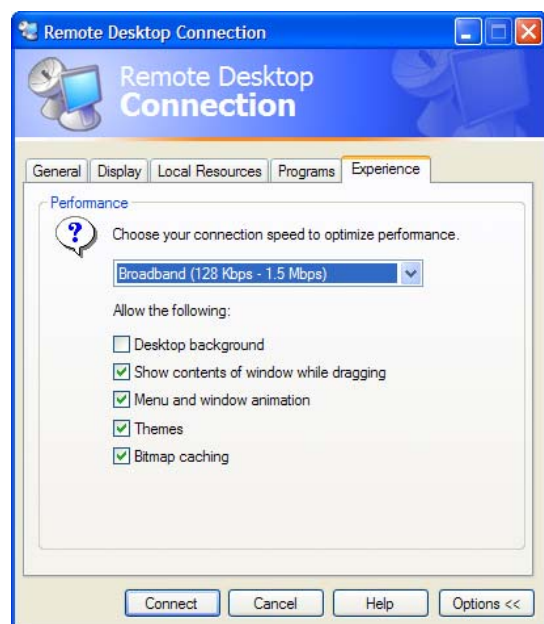 Remote Desktop Connection
Remote Desktop
Connection
General Display Local Resources Programs Experience
Performance
?
Choose your connection speed to optimize performance.
Broadband (128 Kbps - 1.5 Mbps)
Allow the following:
Desktop background
Show contents of window while dragging
Menu and window animation
Themes
Bitmap caching
Connect Cancel Help Options <<